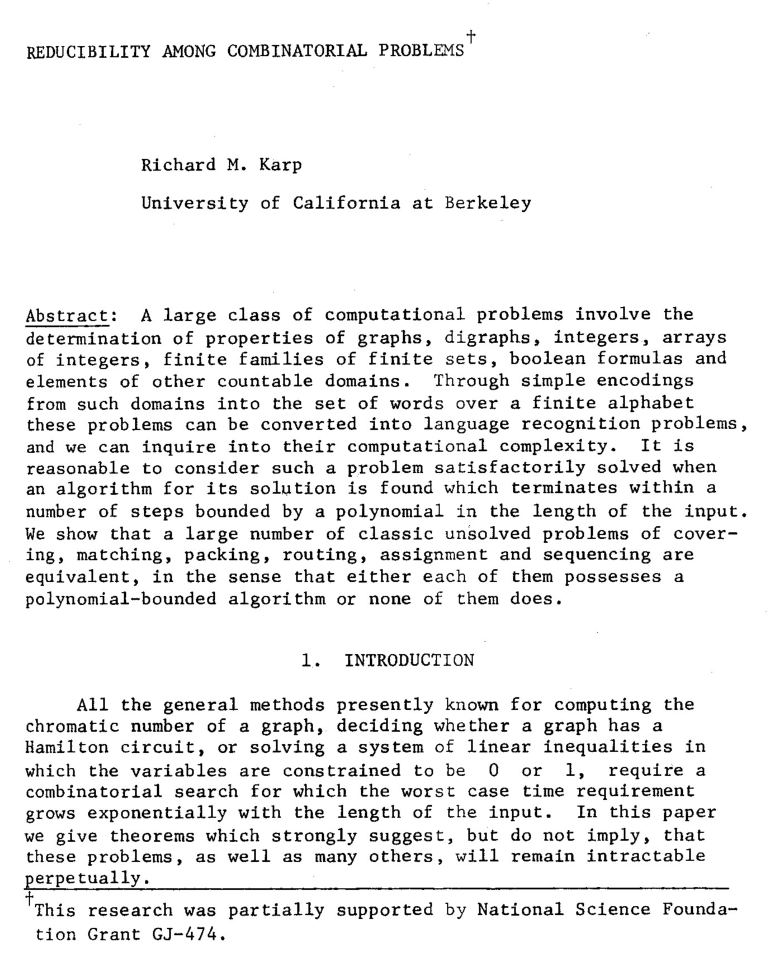 REDUCIBILITY AMONG COMBINATORIAL PROBLEMS†
Richard M. Karp
University of California at Berkeley
Abstract: A large class of computational problems involve the
determination of properties of graphs, digraphs, integers, arrays
of integers, finite families of finite sets, boolean formulas and
elements of other countable domains. Through simple encodings
from such domains into the set of words over a finite alphabet
these problems can be converted into language recognition problems,
and we can inquire into their computational complexity. It is
reasonable to consider such a problem satisfactorily solved when
an algorithm for its solution is found which terminates within a
number of steps bounded by a polynomial in the length of the input.
We show that a large number of classic unsolved problems of cover-
ing, matching, packing, routing, assignment and sequencing are
equivalent, in the sense that either each of them possesses a
polynomial-bounded algorithm or none of them does.
1. INTRODUCTION
All the general methods presently known for computing the
chromatic number of a graph, deciding whether a graph has a
Hamilton circuit, or solving a system of linear inequalities in
which the variables are constrained to be 0 or 1, require a
combinatorial search for which the worst case time requirement
grows exponentially with the length of the input. In this paper
we give theorems which strongly suggest, but do not imply, that
these problems, as well as many others, will remain intractable
perpetually.
†This research was partially supported by National Science Founda-
tion Grant GJ-474.